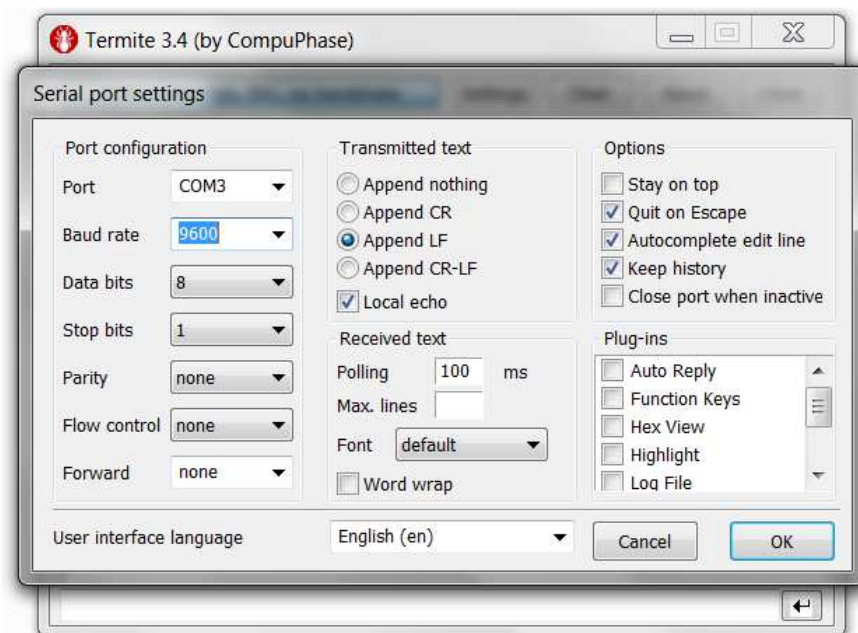 Termite 3.4 (by CompuPhase)
Serial port settings
Port configuration
Port COM3
Baud rate 9600
Data bits 8
Stop bits 1
Parity none
Flow control none
Forward none
Transmitted text
Append nothing
Append CR
Append LF
Append CR-LF
Local echo
Received text
Polling 100 ms
Max. lines
Font default
Word wrap
Options
Stay on top
Quit on Escape
Autocomplete edit line
Keep history
Close port when inactive
Plug-ins
Auto Reply
Function Keys
Hex View
Highlight
Log File
User interface language English (en)
Cancel OK